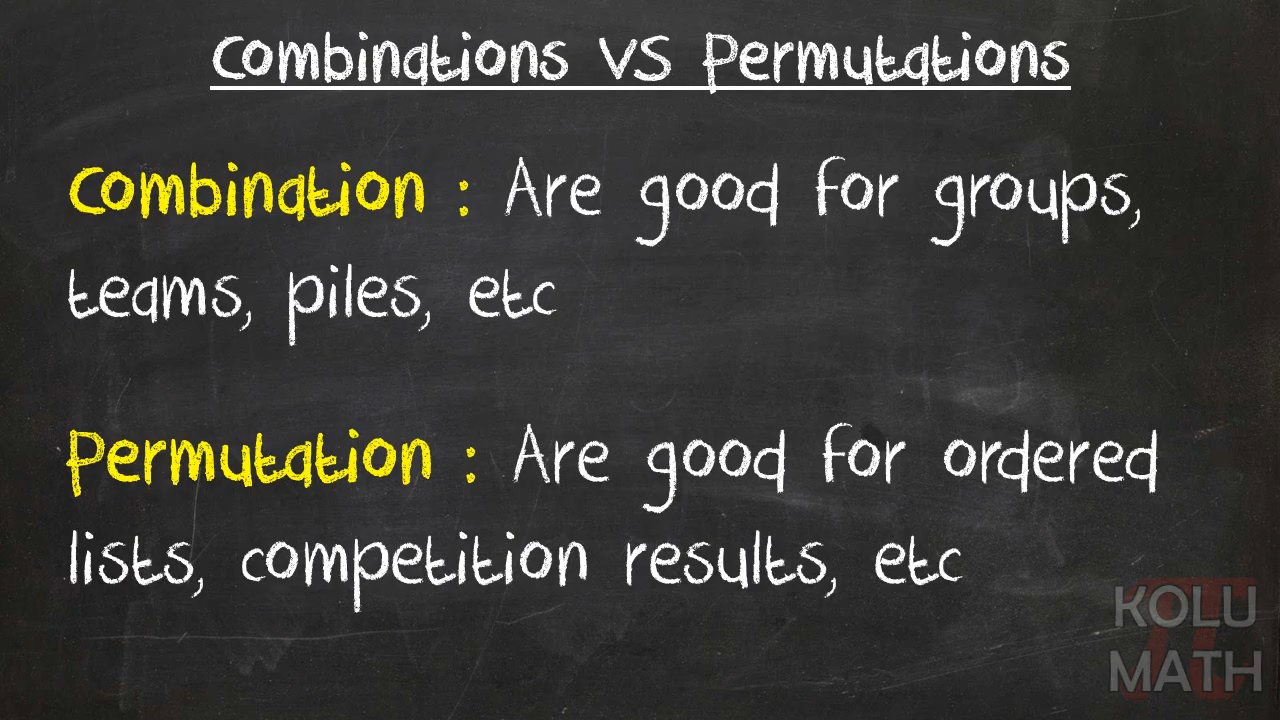 Combinations VS Permutations
Combination : Are good for groups,
teams, piles, etc
Permutation : Are good for ordered
lists, competition results, etc
KOLU
MATH